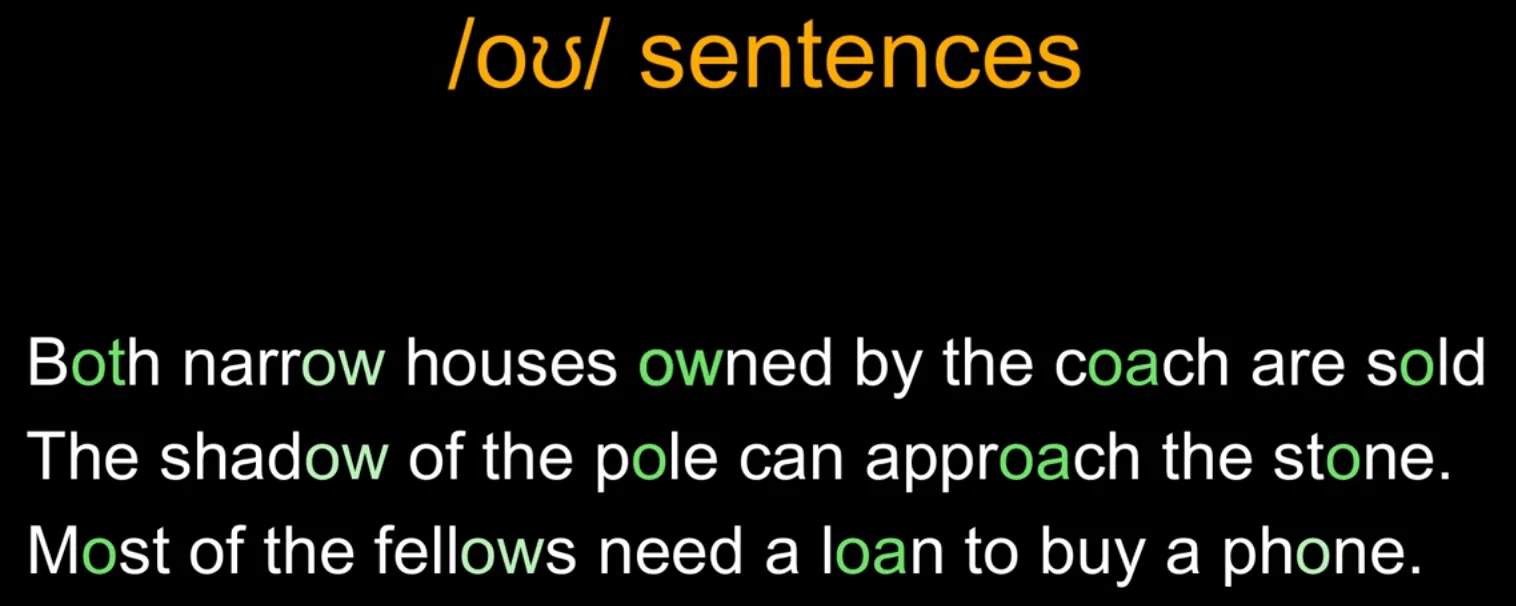 /oʊ/ sentences
Both narrow houses owned by the coach are sold
The shadow of the pole can approach the stone.
Most of the fellows need a loan to buy a phone.